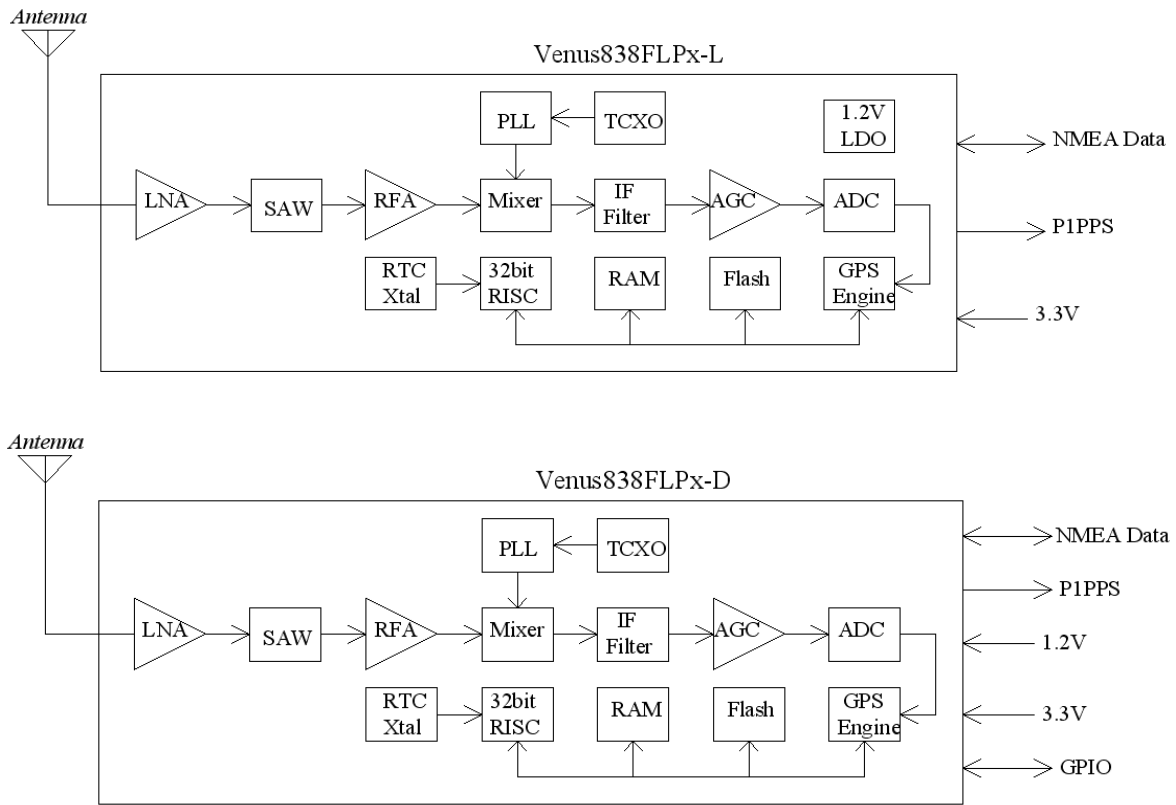 Antenna
Venus838FLPx-L
PLL
TCXO
1.2V
LDO
NMEA Data
LNA
SAW
RFA
Mixer
IF
Filter
AGC
ADC
P1PPS
RTC
Xtal
32bit
RISC
RAM
Flash
GPS
Engine
3.3V
Antenna
Venus838FLPx-D
PLL
TCXO
NMEA Data
P1PPS
LNA
SAW
RFA
Mixer
IF
Filter
AGC
ADC
1.2V
RTC
Xtal
32bit
RISC
RAM
Flash
GPS
Engine
3.3V
GPIO